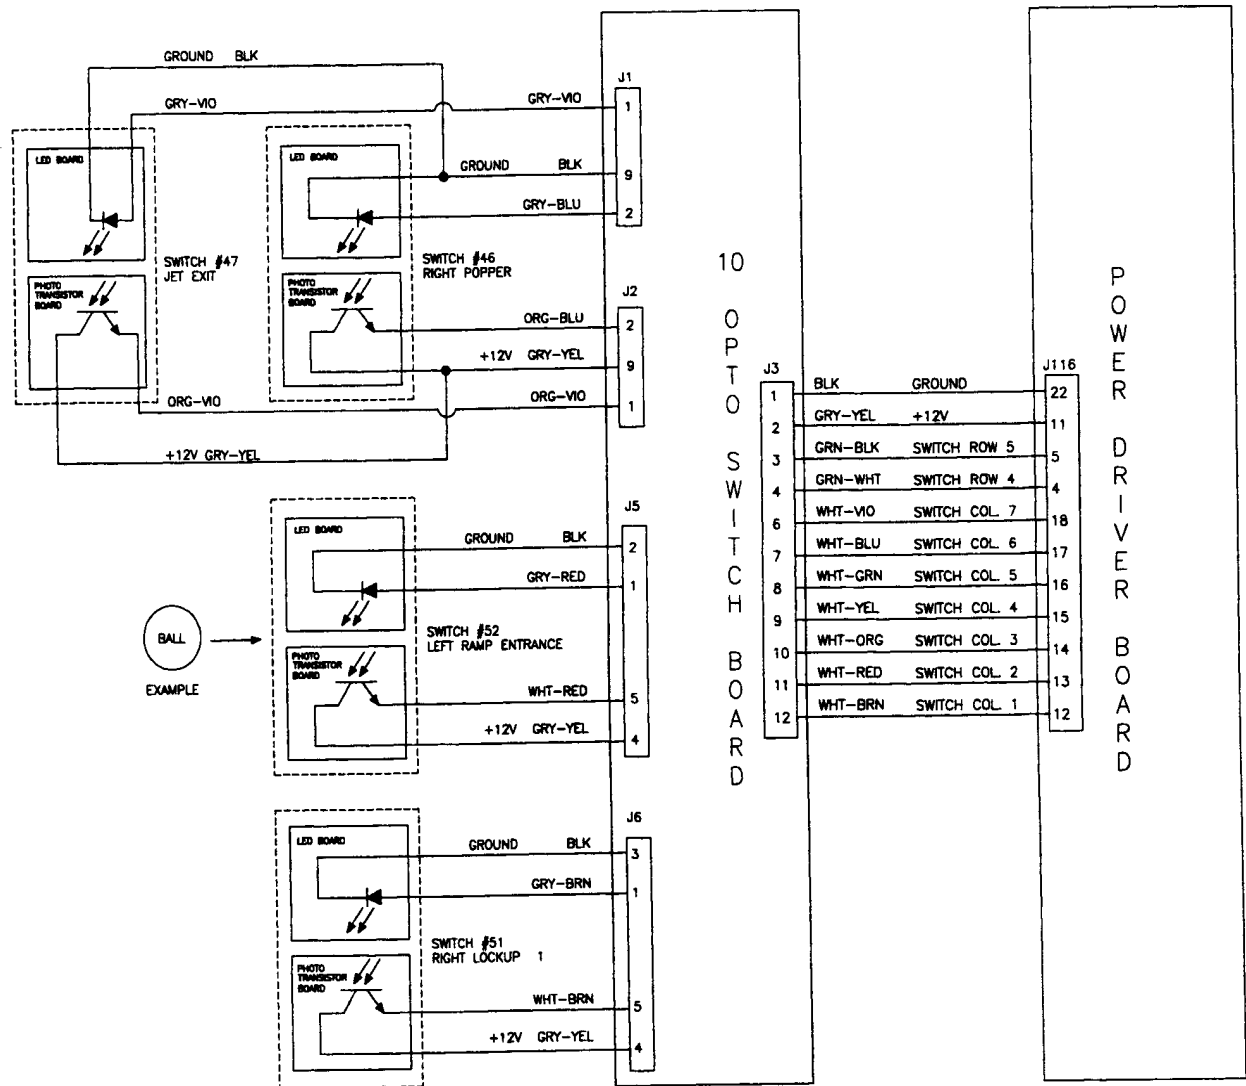 GROUND BLK
GRY-VIO
GRY-VIO
J1
1
LED BOARD
LED BOARD
GROUND BLK
9
GRY-BLU
2
SWITCH #47
JET EXIT
SWITCH #46
RIGHT POPPER
PHOTO
TRANSISTOR
BOARD
PHOTO
TRANSISTOR
BOARD
J2
ORG-BLU
2
+12V GRY-YEL
9
ORG-VIO
ORG-VIO
1
+12V GRY-YEL
J5
LED BOARD
GROUND BLK
2
GRY-RED
1
BALL
EXAMPLE
SWITCH #52
LEFT RAMP ENTRANCE
PHOTO
TRANSISTOR
BOARD
WHT-RED
5
+12V GRY-YEL
4
J6
LED BOARD
GROUND BLK
3
GRY-BRN
1
SWITCH #51
RIGHT LOCKUP 1
PHOTO
TRANSISTOR
BOARD
WHT-BRN
5
+12V GRY-YEL
4
10 OPTO SWITCH BOARD
J3
J116
1 BLK GROUND 22
2 GRY-YEL +12V 11
3 GRN-BLK SWITCH ROW 5 5
4 GRN-WHT SWITCH ROW 4 4
6 WHT-VIO SWITCH COL. 7 18
7 WHT-BLU SWITCH COL. 6 17
8 WHT-GRN SWITCH COL. 5 16
9 WHT-YEL SWITCH COL. 4 15
10 WHT-ORG SWITCH COL. 3 14
11 WHT-RED SWITCH COL. 2 13
12 WHT-BRN SWITCH COL. 1 12
POWER DRIVER BOARD